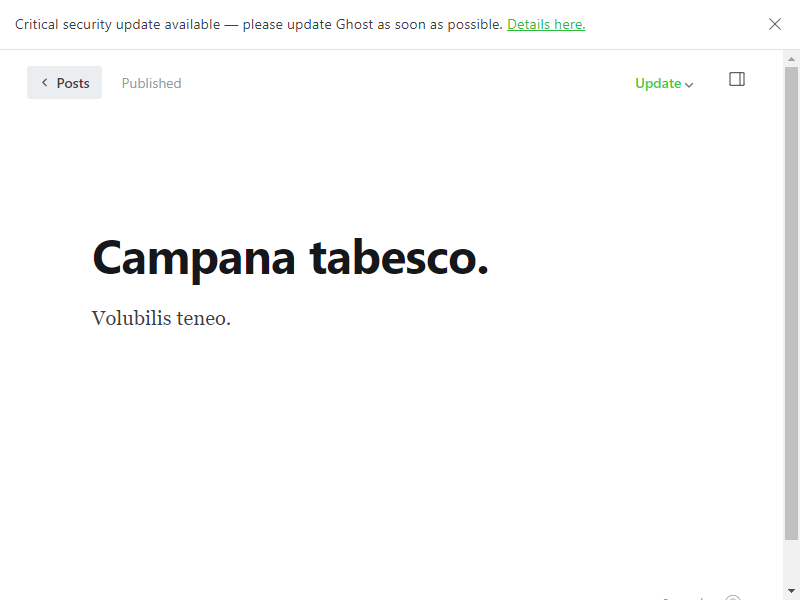 Critical security update available — please update Ghost as soon as possible. Details here.
Posts
Published
Update
Campana tabesco.
Volubilis teneo.